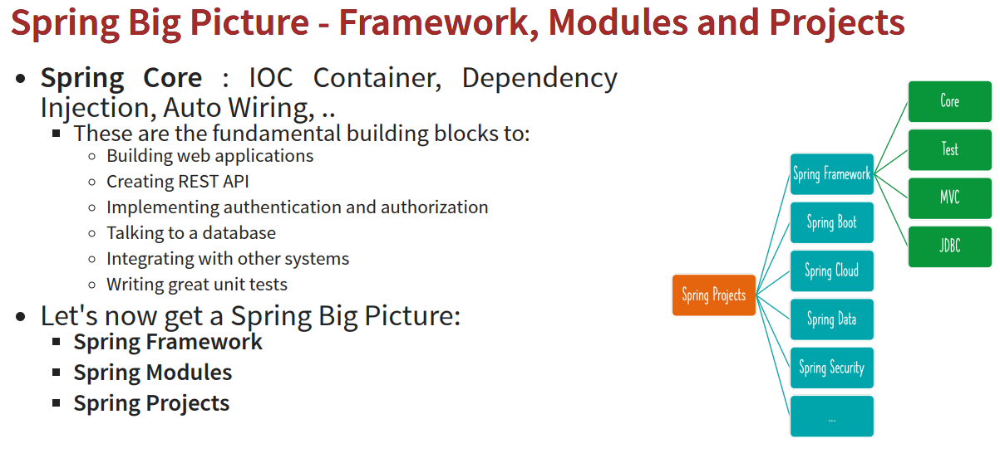 Spring Big Picture - Framework, Modules and Projects
• Spring Core : IOC Container, Dependency
Injection, Auto Wiring, ..
▪ These are the fundamental building blocks to:
◦ Building web applications
◦ Creating REST API
◦ Implementing authentication and authorization
◦ Talking to a database
◦ Integrating with other systems
◦ Writing great unit tests
• Let's now get a Spring Big Picture:
▪ Spring Framework
▪ Spring Modules
▪ Spring Projects
Spring Projects
Spring Framework
Spring Boot
Spring Cloud
Spring Data
Spring Security
...
Core
Test
MVC
JDBC